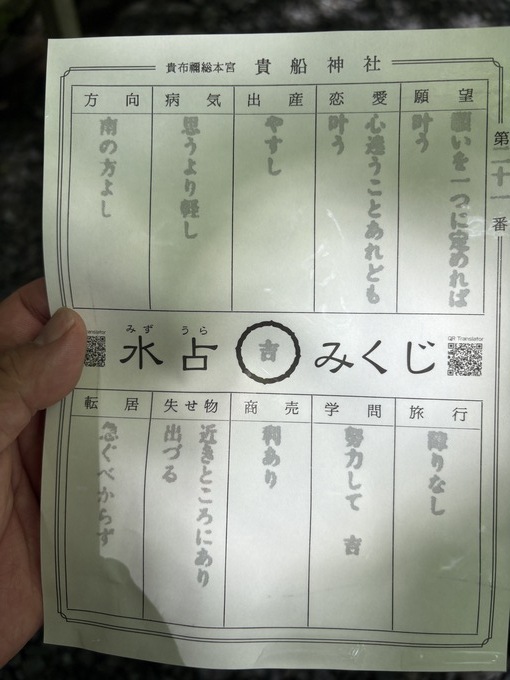 貴布禰総本宮 貴船神社
第二十一番
願望
願いを一つに定めれば
叶う
恋愛
心違うことあれども
叶う
出産
やすし
病気
思うより軽し
方向
南の方よし
みず うら
水占 吉 みくじ
QR Translator
旅行
障りなし
学問
努力して 吉
商売
利あり
失せ物
近きところにあり
出づる
転居
急ぐべからず